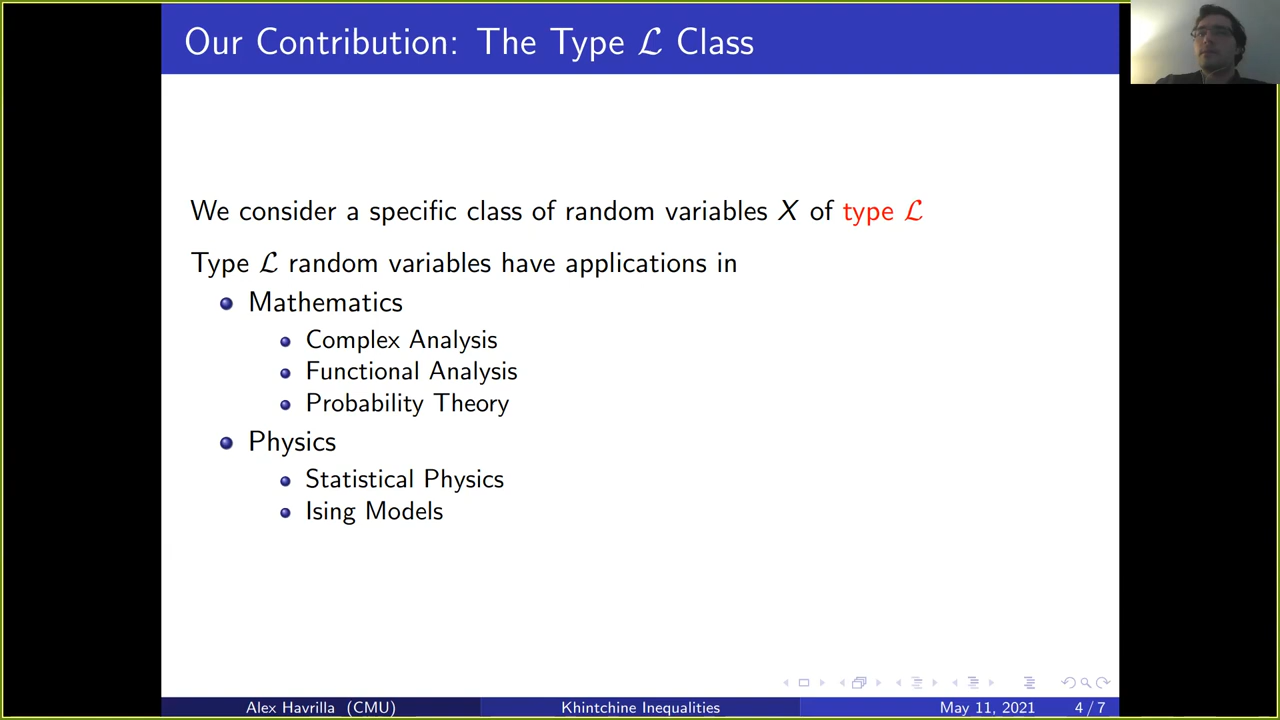 Our Contribution: The Type ℒ Class
We consider a specific class of random variables X of type ℒ
Type ℒ random variables have applications in
Mathematics
Complex Analysis
Functional Analysis
Probability Theory
Physics
Statistical Physics
Ising Models
Alex Havrilla (CMU) Khintchine Inequalities May 11, 2021 4 / 7